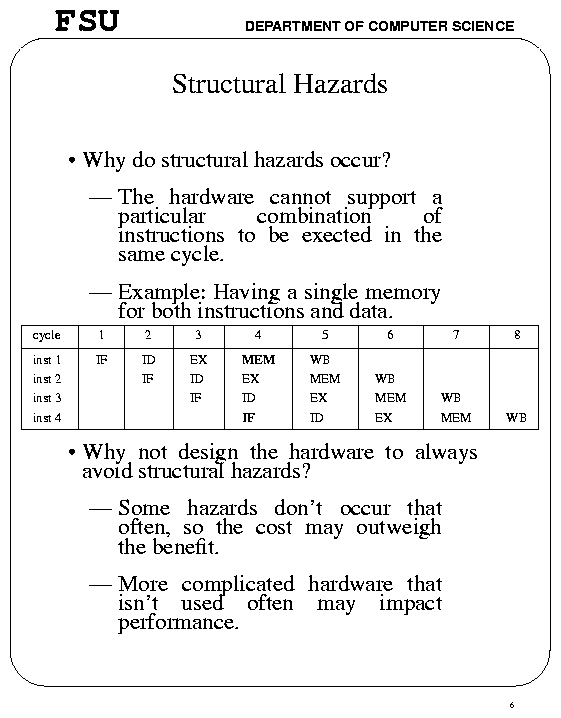 FSU DEPARTMENT OF COMPUTER SCIENCE
Structural Hazards
• Why do structural hazards occur?
— The hardware cannot support a
particular combination of
instructions to be exected in the
same cycle.
— Example: Having a single memory
for both instructions and data.
cycle 1 2 3 4 5 6 7 8
inst 1 IF ID EX MEM WB
inst 2 IF ID EX MEM WB
inst 3 IF ID EX MEM WB
inst 4 IF ID EX MEM WB
• Why not design the hardware to always
avoid structural hazards?
— Some hazards don't occur that
often, so the cost may outweigh
the benefit.
— More complicated hardware that
isn't used often may impact
performance.
6